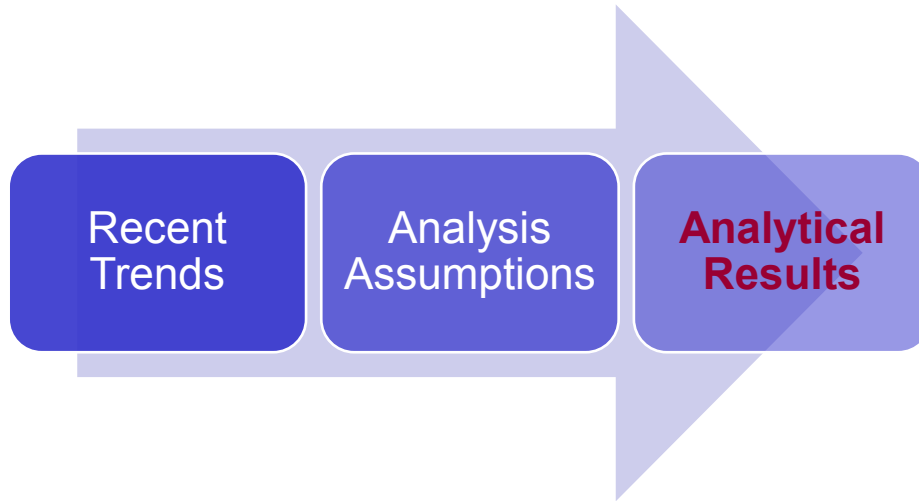 Recent
Trends
Analysis
Assumptions
Analytical
Results